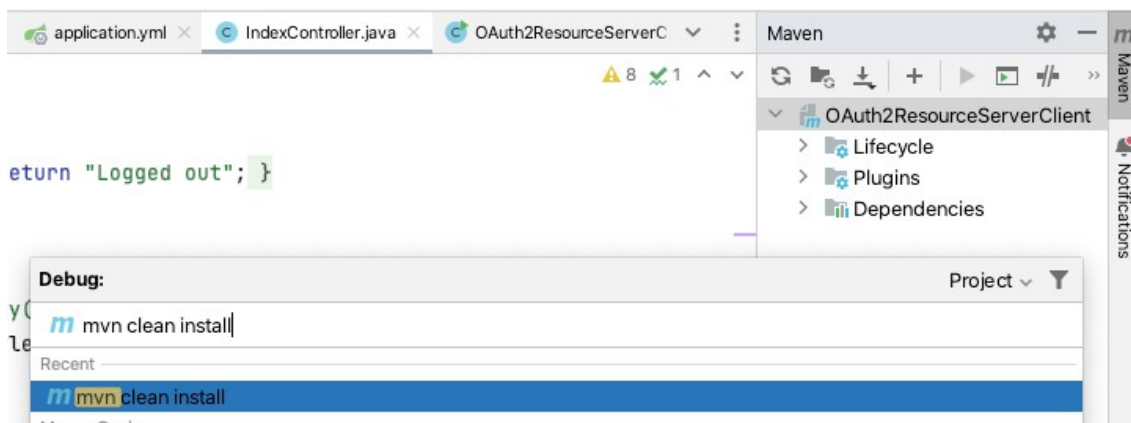 application.yml
IndexController.java
OAuth2ResourceServerC
Maven
8
1
OAuth2ResourceServerClient
Lifecycle
Plugins
Dependencies
eturn "Logged out"; }
Debug:
Project
y(
le
m mvn clean install
Recent
m mvn clean install
m Maven
Notifications